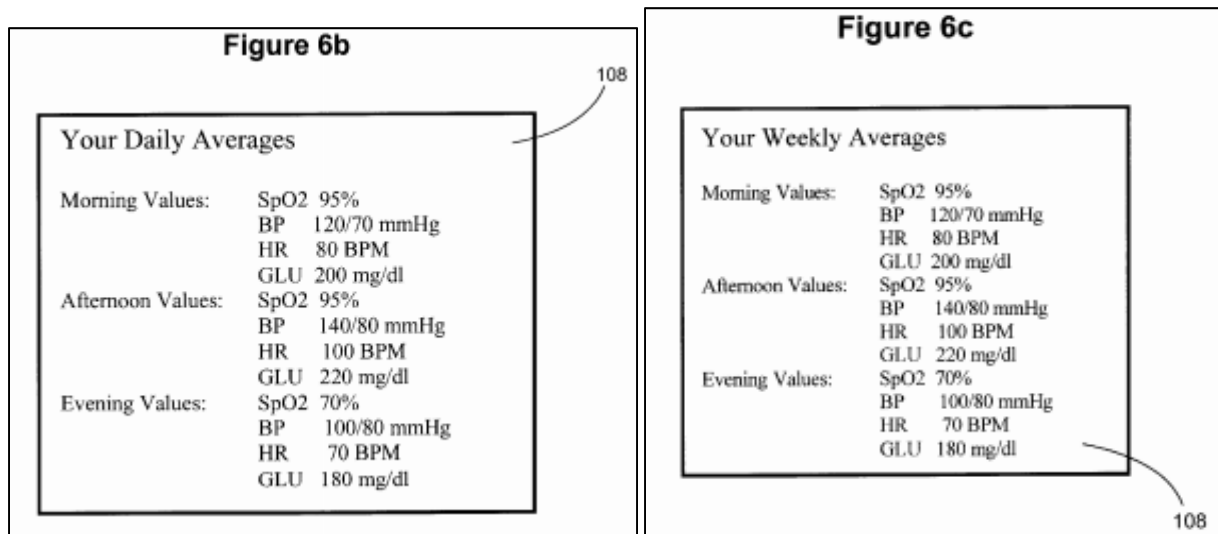 Figure 6b
108
Your Daily Averages
Morning Values: SpO2 95%
BP 120/70 mmHg
HR 80 BPM
GLU 200 mg/dl
Afternoon Values: SpO2 95%
BP 140/80 mmHg
HR 100 BPM
GLU 220 mg/dl
Evening Values: SpO2 70%
BP 100/80 mmHg
HR 70 BPM
GLU 180 mg/dl
Figure 6c
Your Weekly Averages
Morning Values: SpO2 95%
BP 120/70 mmHg
HR 80 BPM
GLU 200 mg/dl
Afternoon Values: SpO2 95%
BP 140/80 mmHg
HR 100 BPM
GLU 220 mg/dl
Evening Values: SpO2 70%
BP 100/80 mmHg
HR 70 BPM
GLU 180 mg/dl
108